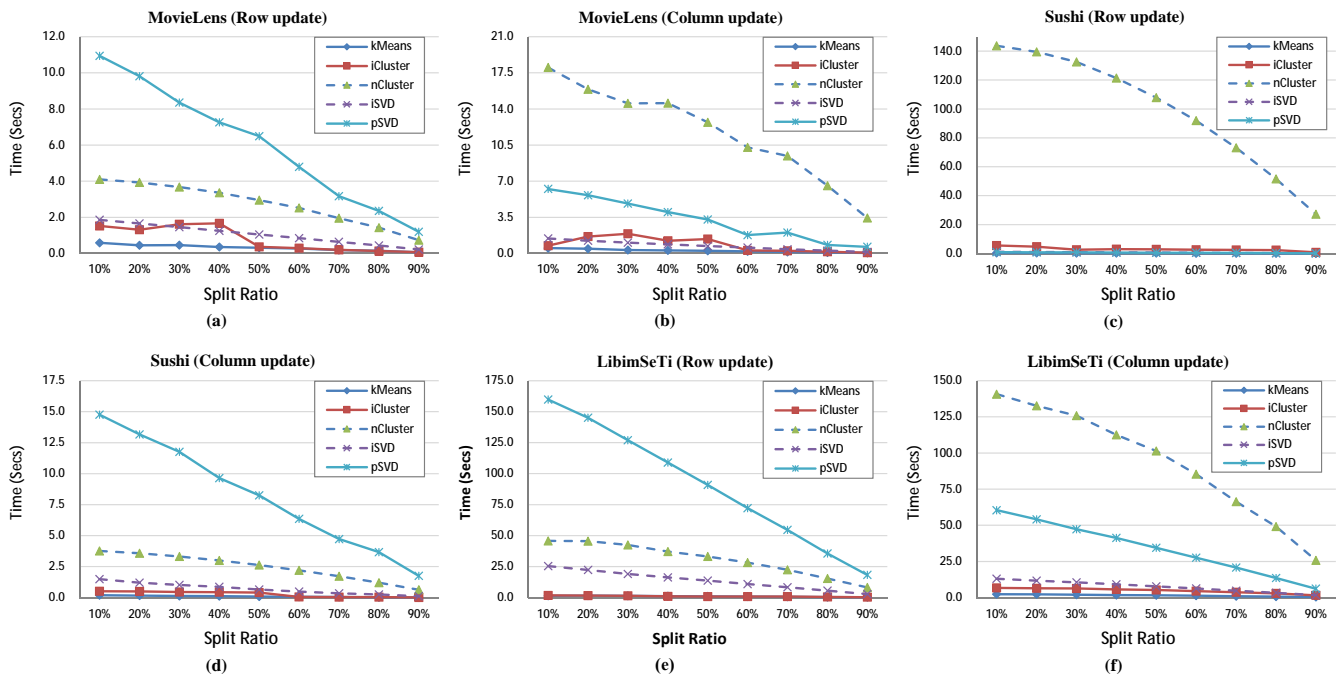 MovieLens (Row update)
12.0
10.0
8.0
6.0
4.0
2.0
0.0
Time (Secs)
kMeans
iCluster
nCluster
iSVD
pSVD
10% 20% 30% 40% 50% 60% 70% 80% 90%
Split Ratio
(a)
MovieLens (Column update)
21.0
17.5
14.0
10.5
7.0
3.5
0.0
Time (Secs)
kMeans
iCluster
nCluster
iSVD
pSVD
10% 20% 30% 40% 50% 60% 70% 80% 90%
Split Ratio
(b)
Sushi (Row update)
140.0
120.0
100.0
80.0
60.0
40.0
20.0
0.0
Time (Secs)
kMeans
iCluster
nCluster
iSVD
pSVD
10% 20% 30% 40% 50% 60% 70% 80% 90%
Split Ratio
(c)
Sushi (Column update)
17.5
15.0
12.5
10.0
7.5
5.0
2.5
0.0
Time (Secs)
kMeans
iCluster
nCluster
iSVD
pSVD
10% 20% 30% 40% 50% 60% 70% 80% 90%
Split Ratio
(d)
LibimSeTi (Row update)
175.0
150.0
125.0
100.0
75.0
50.0
25.0
0.0
Time (Secs)
kMeans
iCluster
nCluster
iSVD
pSVD
10% 20% 30% 40% 50% 60% 70% 80% 90%
Split Ratio
(e)
LibimSeTi (Column update)
150.0
125.0
100.0
75.0
50.0
25.0
0.0
Time (Secs)
kMeans
iCluster
nCluster
iSVD
pSVD
10% 20% 30% 40% 50% 60% 70% 80% 90%
Split Ratio
(f)